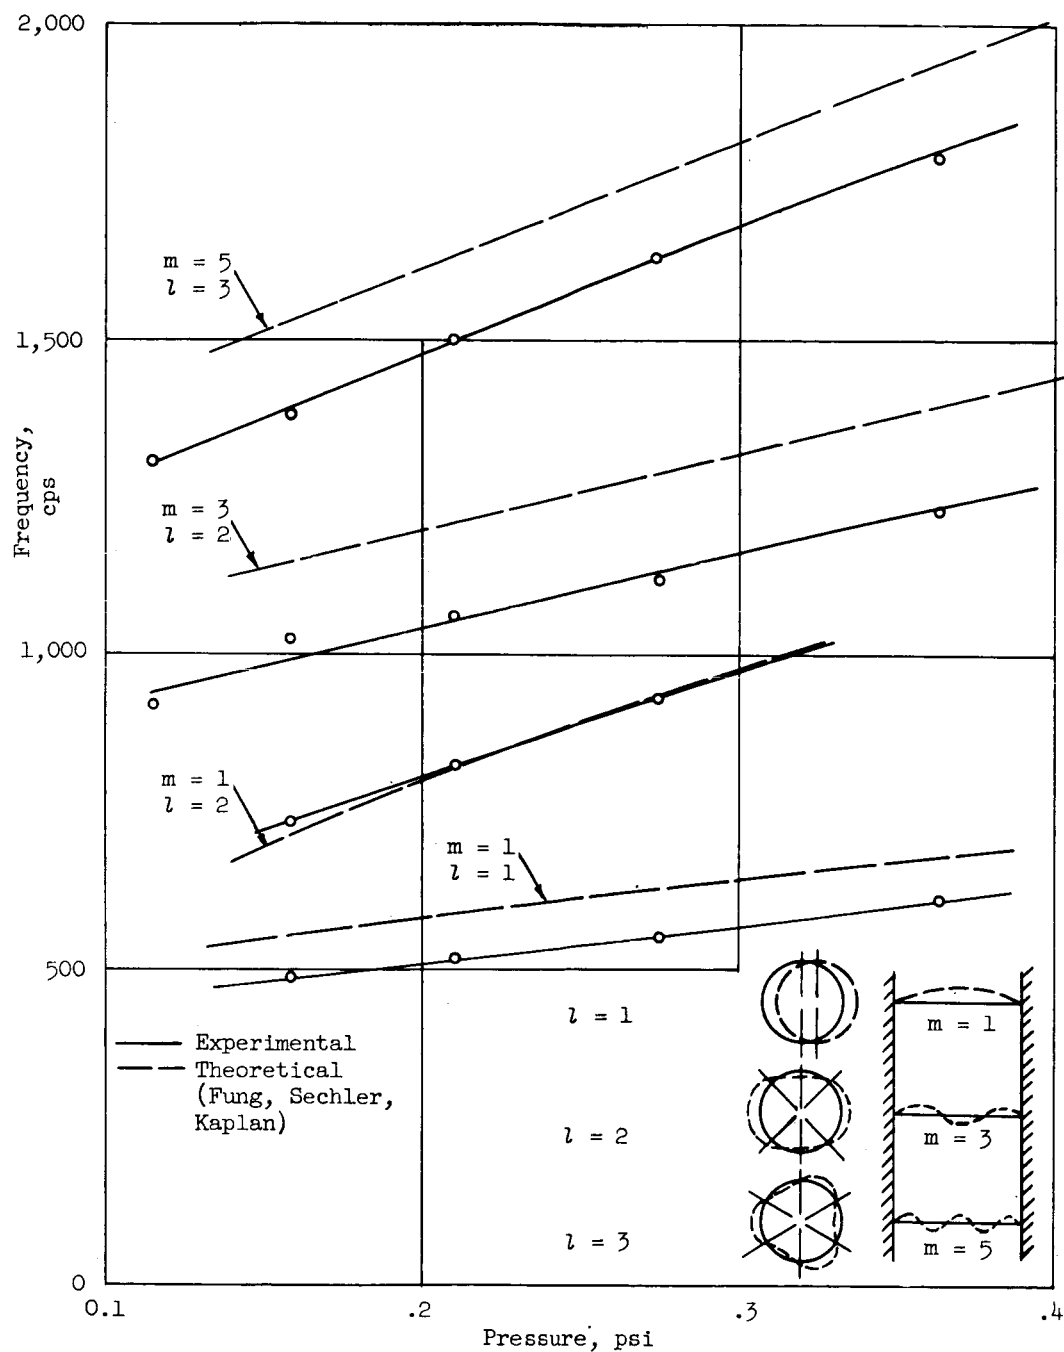 2,000
m = 5
l = 3
1,500
Frequency,
cps
m = 3
l = 2
1,000
m = 1
l = 2
m = 1
l = 1
500
l = 1
m = 1
Experimental
Theoretical
(Fung, Sechler,
Kaplan)
l = 2
m = 3
l = 3
m = 5
0
0.1
.2
.3
.4
Pressure, psi